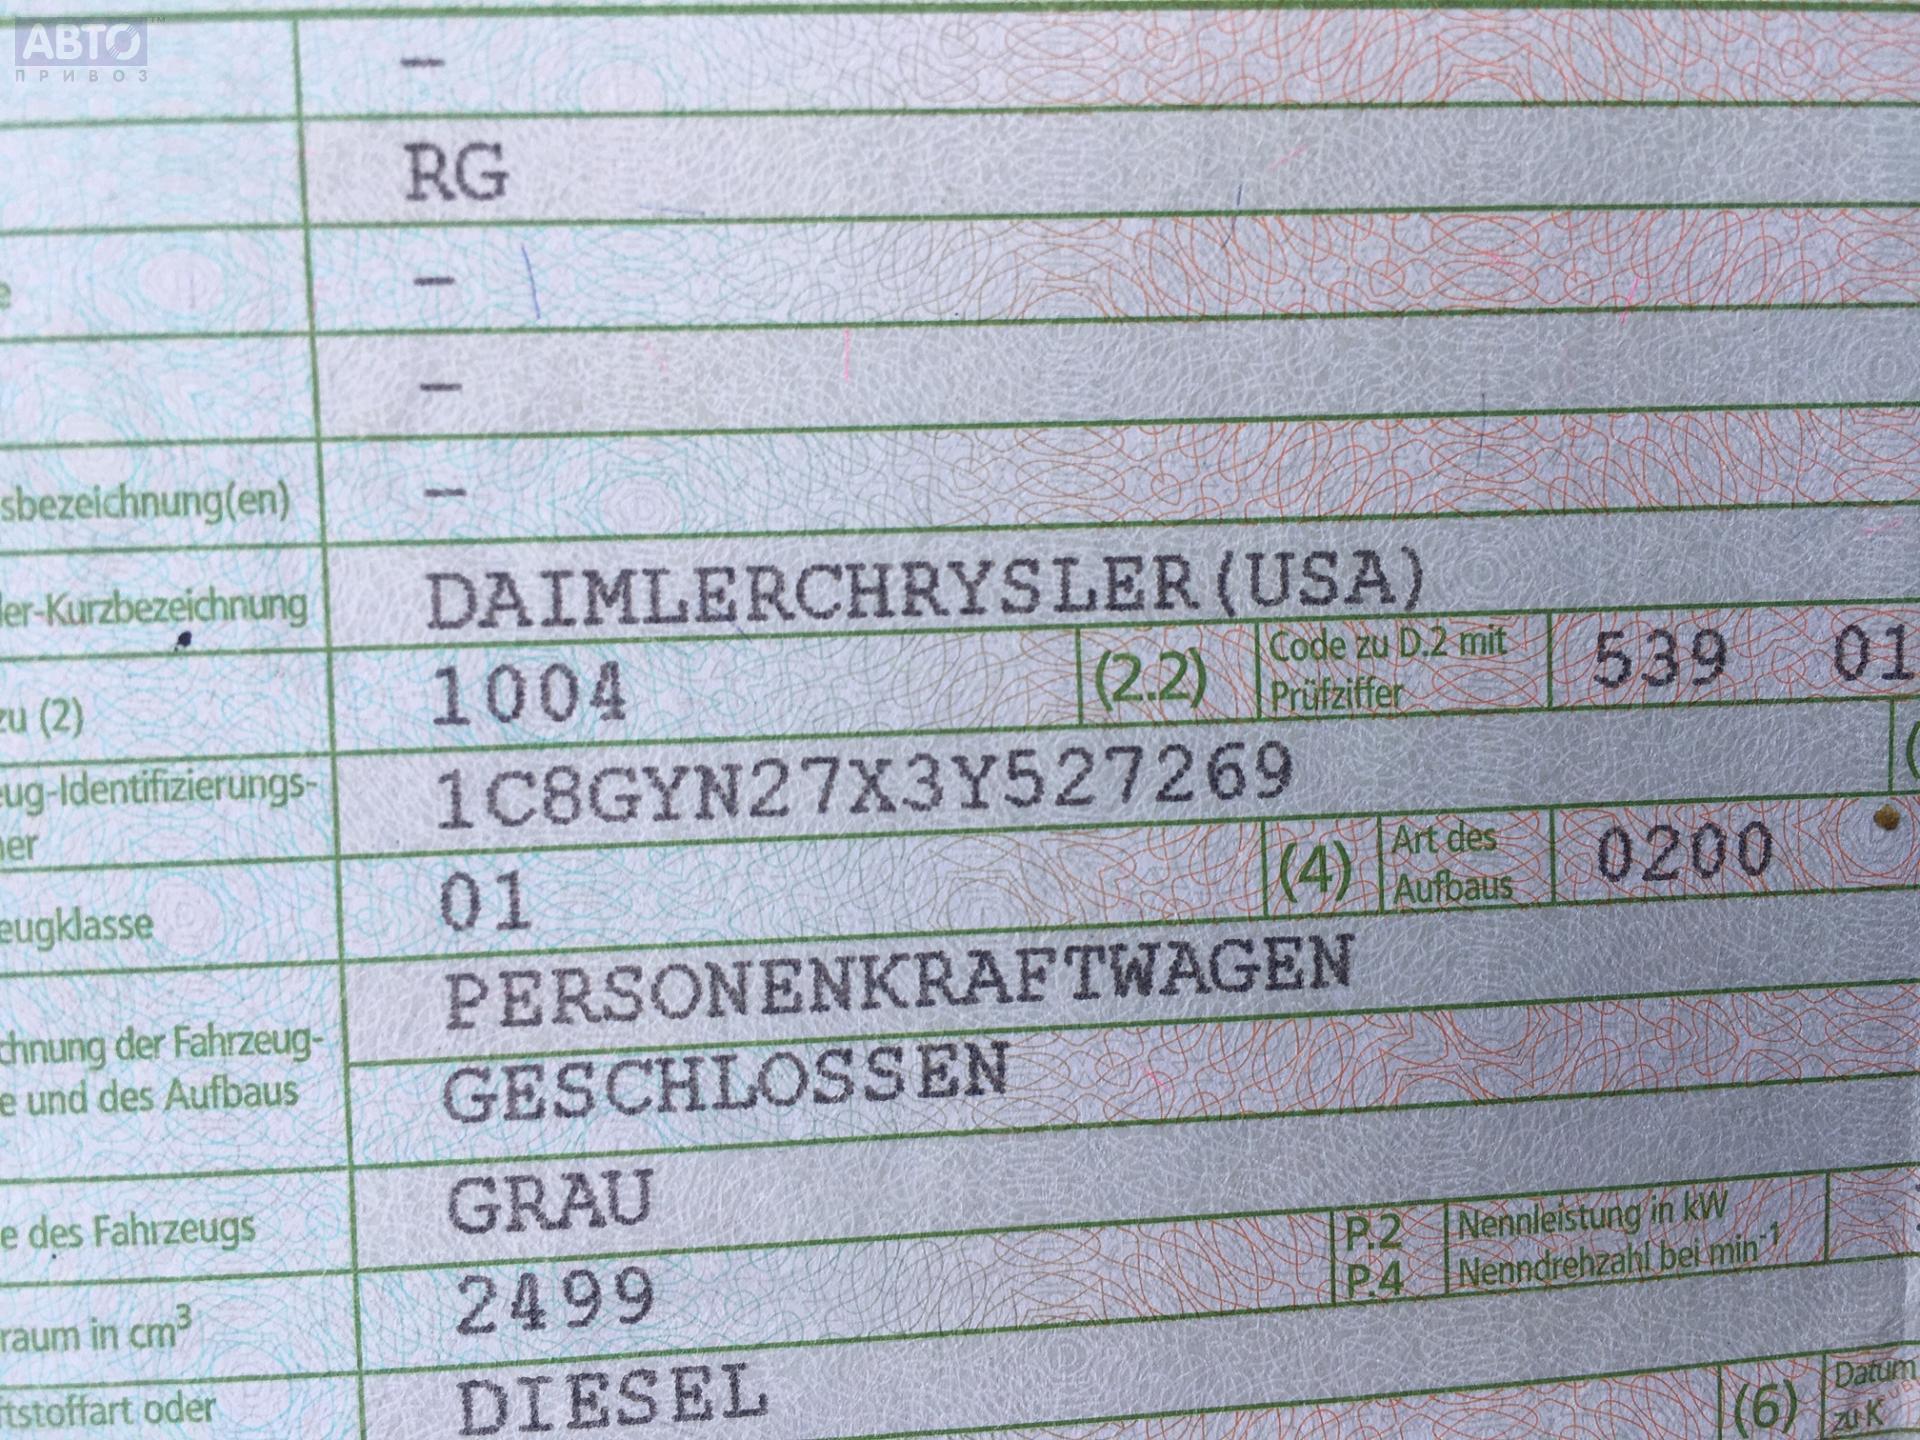 АВТО
ПРИВОЗ
–
RG
e –
–
sbezeichnung(en) –
ler-Kurzbezeichnung DAIMLERCHRYSLER(USA)
zu (2) 1004 (2.2) Code zu D.2 mit Prüfziffer 539 01
eug-Identifizierungs- 1C8GYN27X3Y527269
ner
eugklasse 01 (4) Art des Aufbaus 0200
PERSONENKRAFTWAGEN
chnung der Fahrzeug-
e und des Aufbaus GESCHLOSSEN
e des Fahrzeugs GRAU
raum in cm³ 2499 P.2 P.4 Nennleistung in kW Nenndrehzahl bei min-1
ftstoffart oder DIESEL (6) Datum zu K